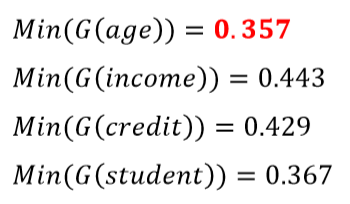 Min(G(age)) = 0.357
Min(G(income)) = 0.443
Min(G(credit)) = 0.429
Min(G(student)) = 0.367